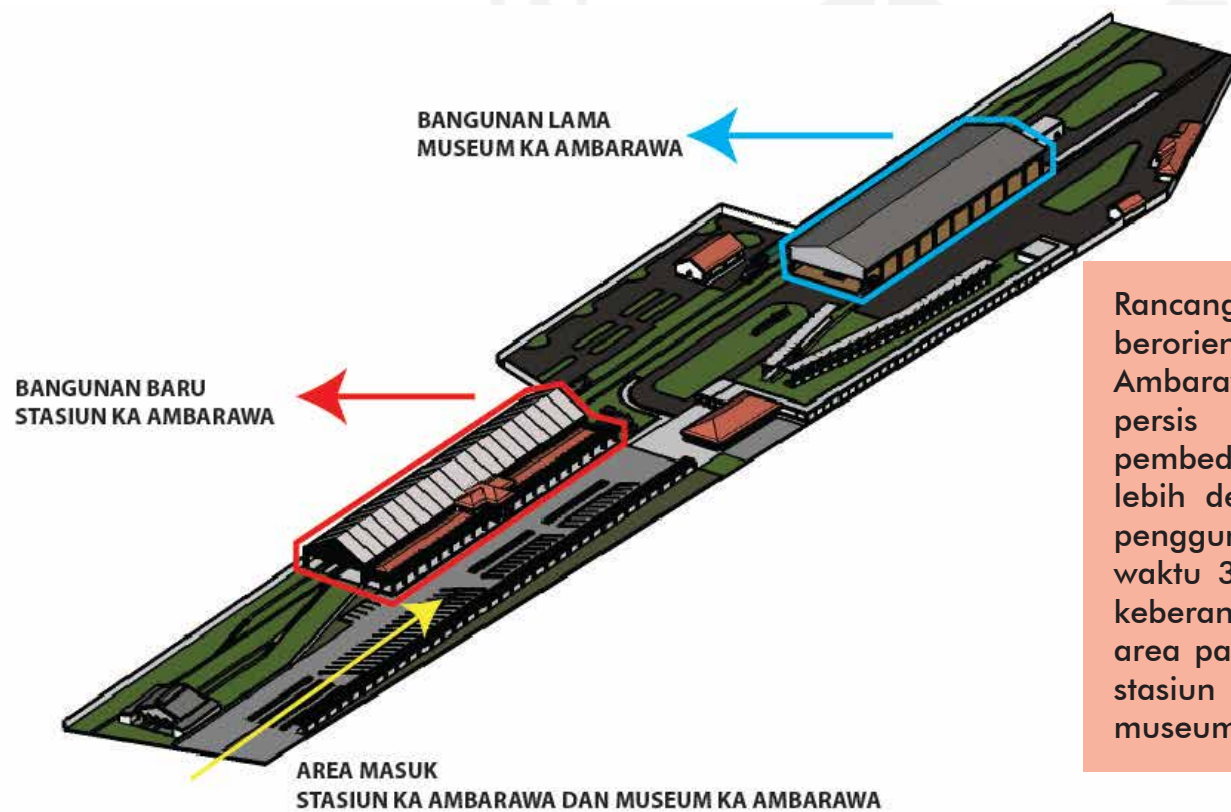 BANGUNAN LAMA
MUSEUM KA AMBARAWA
BANGUNAN BARU
STASIUN KA AMBARAWA
AREA MASUK
STASIUN KA AMBARAWA DAN MUSEUM KA AMBARAWA
Rancang
berorien
Ambara
persis
pembed
lebih de
penggu
waktu 3
keberan
area pa
stasiun
museum